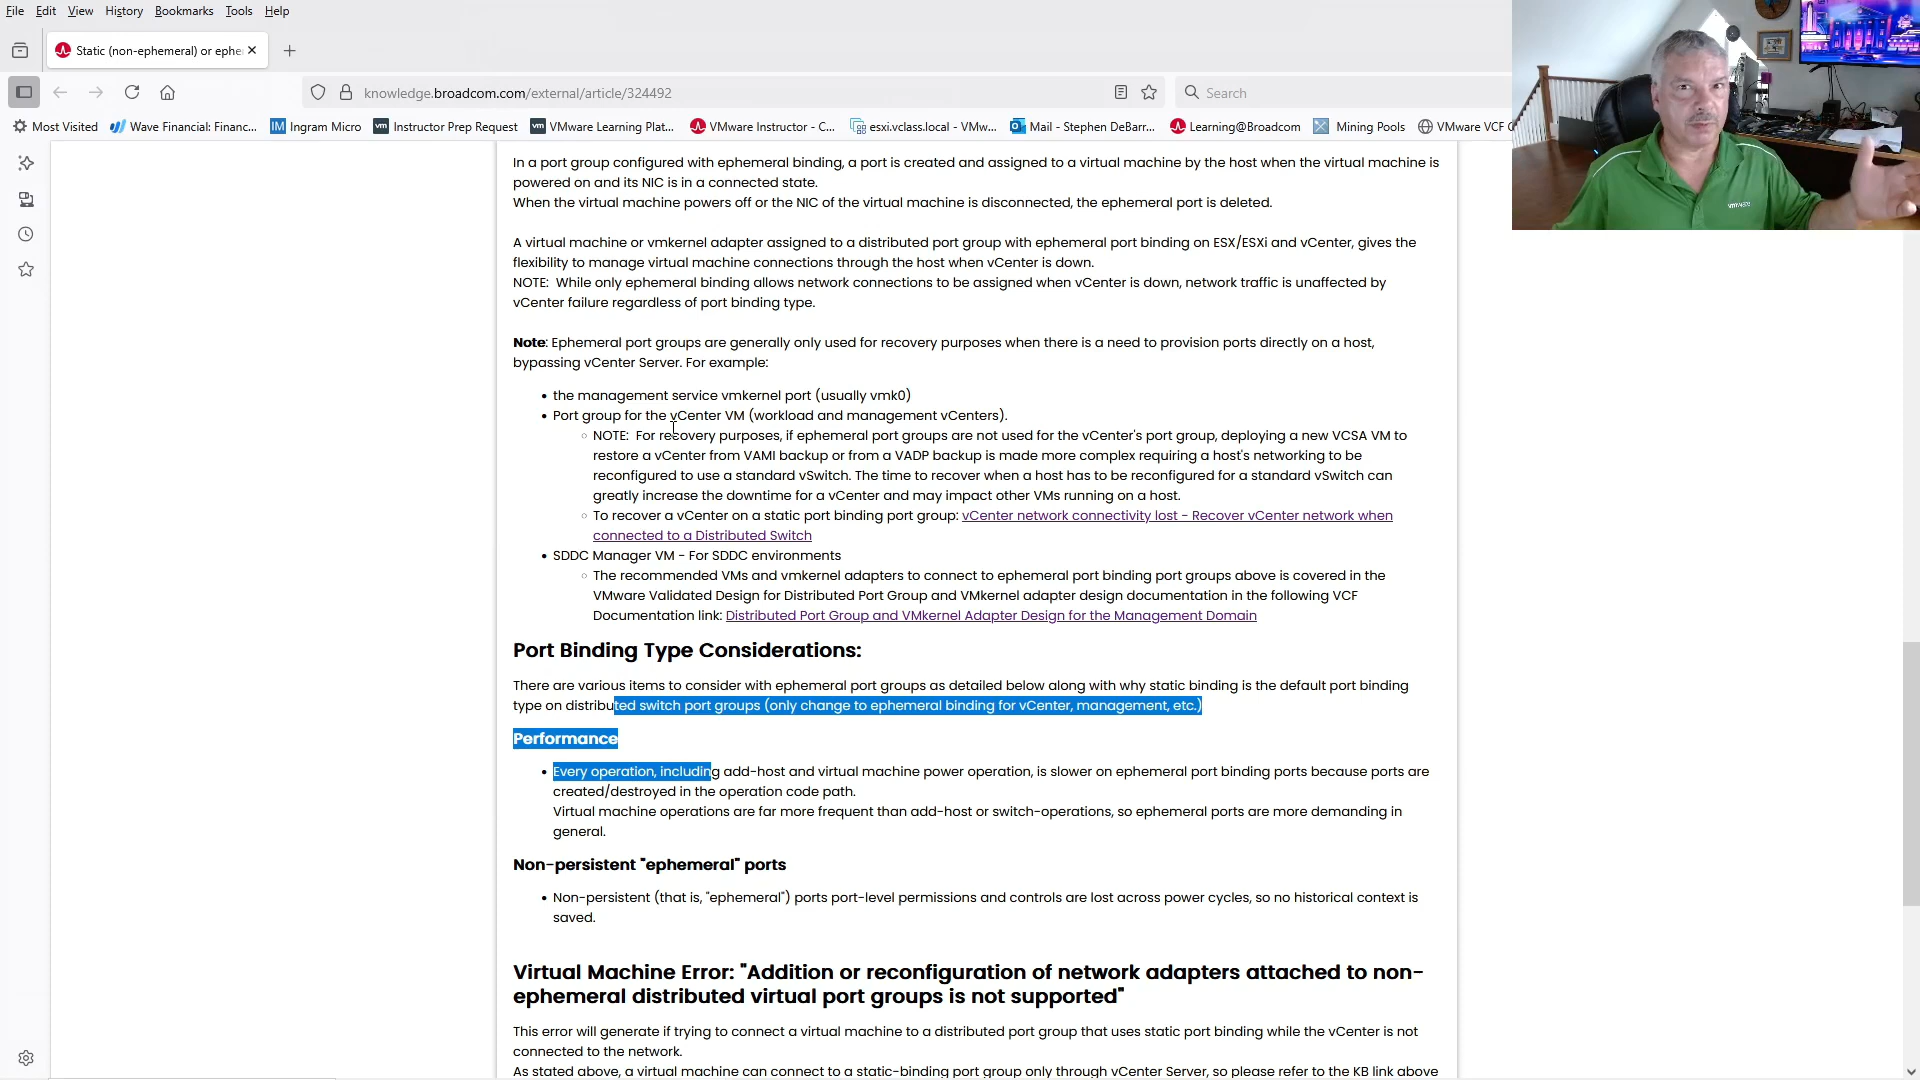 File Edit View History Bookmarks Tools Help
Static (non-ephemeral) or ephe
knowledge.broadcom.com/external/article/324492
Search
Most Visited
Wave Financial: Financ...
Ingram Micro
vm Instructor Prep Request
vm VMware Learning Plat...
VMware Instructor - C...
esxi.vclass.local - VMw...
Mail - Stephen DeBarr...
Learning@Broadcom
Mining Pools
VMware VCF
vmware
In a port group configured with ephemeral binding, a port is created and assigned to a virtual machine by the host when the virtual machine is
powered on and its NIC is in a connected state.
When the virtual machine powers off or the NIC of the virtual machine is disconnected, the ephemeral port is deleted.
A virtual machine or vmkernel adapter assigned to a distributed port group with ephemeral port binding on ESX/ESXi and vCenter, gives the
flexibility to manage virtual machine connections through the host when vCenter is down.
NOTE: While only ephemeral binding allows network connections to be assigned when vCenter is down, network traffic is unaffected by
vCenter failure regardless of port binding type.
Note: Ephemeral port groups are generally only used for recovery purposes when there is a need to provision ports directly on a host,
bypassing vCenter Server. For example:
• the management service vmkernel port (usually vmk0)
• Port group for the vCenter VM (workload and management vCenters).
○ NOTE: For recovery purposes, if ephemeral port groups are not used for the vCenter's port group, deploying a new VCSA VM to
restore a vCenter from VAMI backup or from a VADP backup is made more complex requiring a host's networking to be
reconfigured to use a standard vSwitch. The time to recover when a host has to be reconfigured for a standard vSwitch can
greatly increase the downtime for a vCenter and may impact other VMs running on a host.
○ To recover a vCenter on a static port binding port group: vCenter network connectivity lost - Recover vCenter network when
connected to a Distributed Switch
• SDDC Manager VM - For SDDC environments
○ The recommended VMs and vmkernel adapters to connect to ephemeral port binding port groups above is covered in the
VMware Validated Design for Distributed Port Group and VMkernel adapter design documentation in the following VCF
Documentation link: Distributed Port Group and VMkernel Adapter Design for the Management Domain
Port Binding Type Considerations:
There are various items to consider with ephemeral port groups as detailed below along with why static binding is the default port binding
type on distributed switch port groups (only change to ephemeral binding for vCenter, management, etc.)
Performance
• Every operation, including add-host and virtual machine power operation, is slower on ephemeral port binding ports because ports are
created/destroyed in the operation code path.
Virtual machine operations are far more frequent than add-host or switch-operations, so ephemeral ports are more demanding in
general.
Non-persistent "ephemeral" ports
• Non-persistent (that is, "ephemeral") ports port-level permissions and controls are lost across power cycles, so no historical context is
saved.
Virtual Machine Error: "Addition or reconfiguration of network adapters attached to non-
ephemeral distributed virtual port groups is not supported"
This error will generate if trying to connect a virtual machine to a distributed port group that uses static port binding while the vCenter is not
connected to the network.
As stated above, a virtual machine can connect to a static-binding port group only through vCenter Server, so please refer to the KB link above